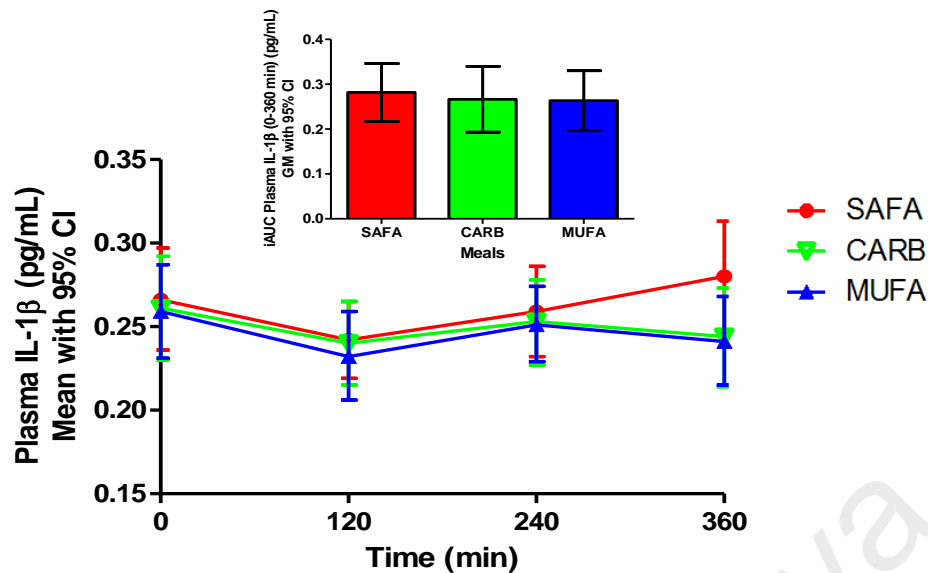 iAUC Plasma IL-1β (0-360 min) (pg/mL)
GM with 95% CI
0.4
0.3
0.2
0.1
0.0
SAFA CARB MUFA
Meals
Plasma IL-1β (pg/mL)
Mean with 95% CI
0.35
0.30
0.25
0.20
0.15
0 120 240 360
Time (min)
SAFA
CARB
MUFA